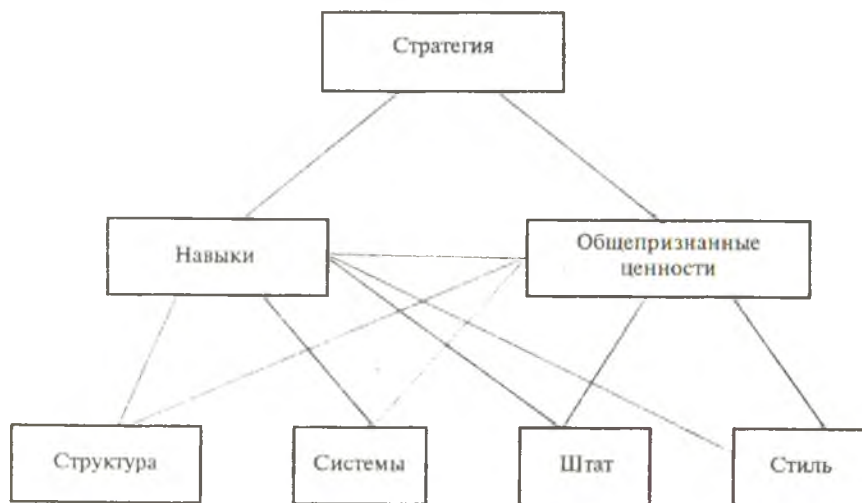 Стратегия
Навыки
Общепризнанные
ценности
Структура
Системы
Штат
Стиль